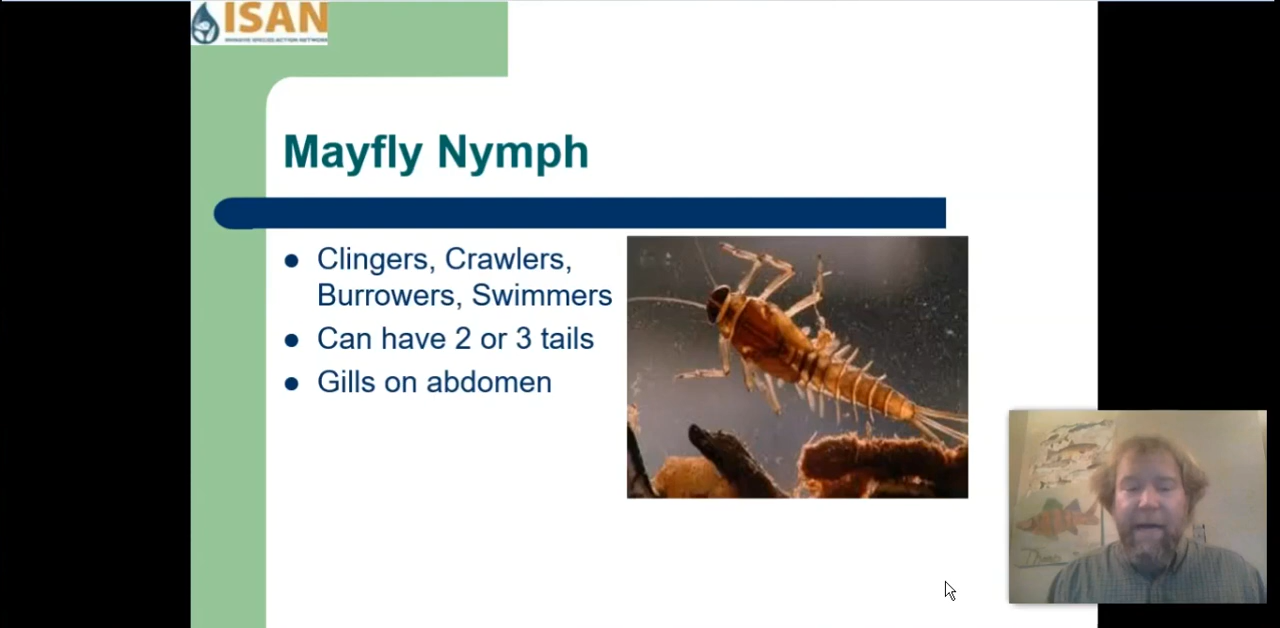 ISAN
INVASIVE SPECIES ACTION NETWORK
Mayfly Nymph
Clingers, Crawlers,
Burrowers, Swimmers
Can have 2 or 3 tails
Gills on abdomen